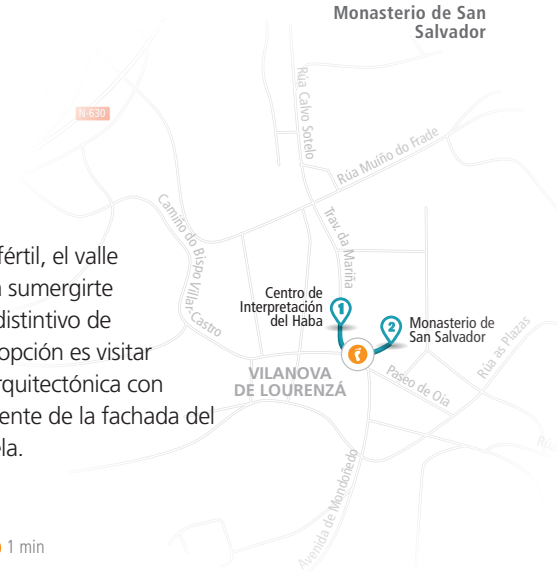 Monasterio de San
Salvador
N-630
Rúa Calvo Sotelo
Rúa Muiño do Frade
Camiño do Bispo Villar-Castro
Trav. da Mariña
fértil, el valle
sumergirte
distintivo de
opción es visitar
rquitectónica con
ente de la fachada del
la.
Centro de
Interpretación
del Haba
1
2
Monasterio de
San Salvador
VILANOVA
DE LOURENZÁ
Paseo de Oia
Rúa as Plazas
Rúa
Avenida de Mondoñedo
1 min